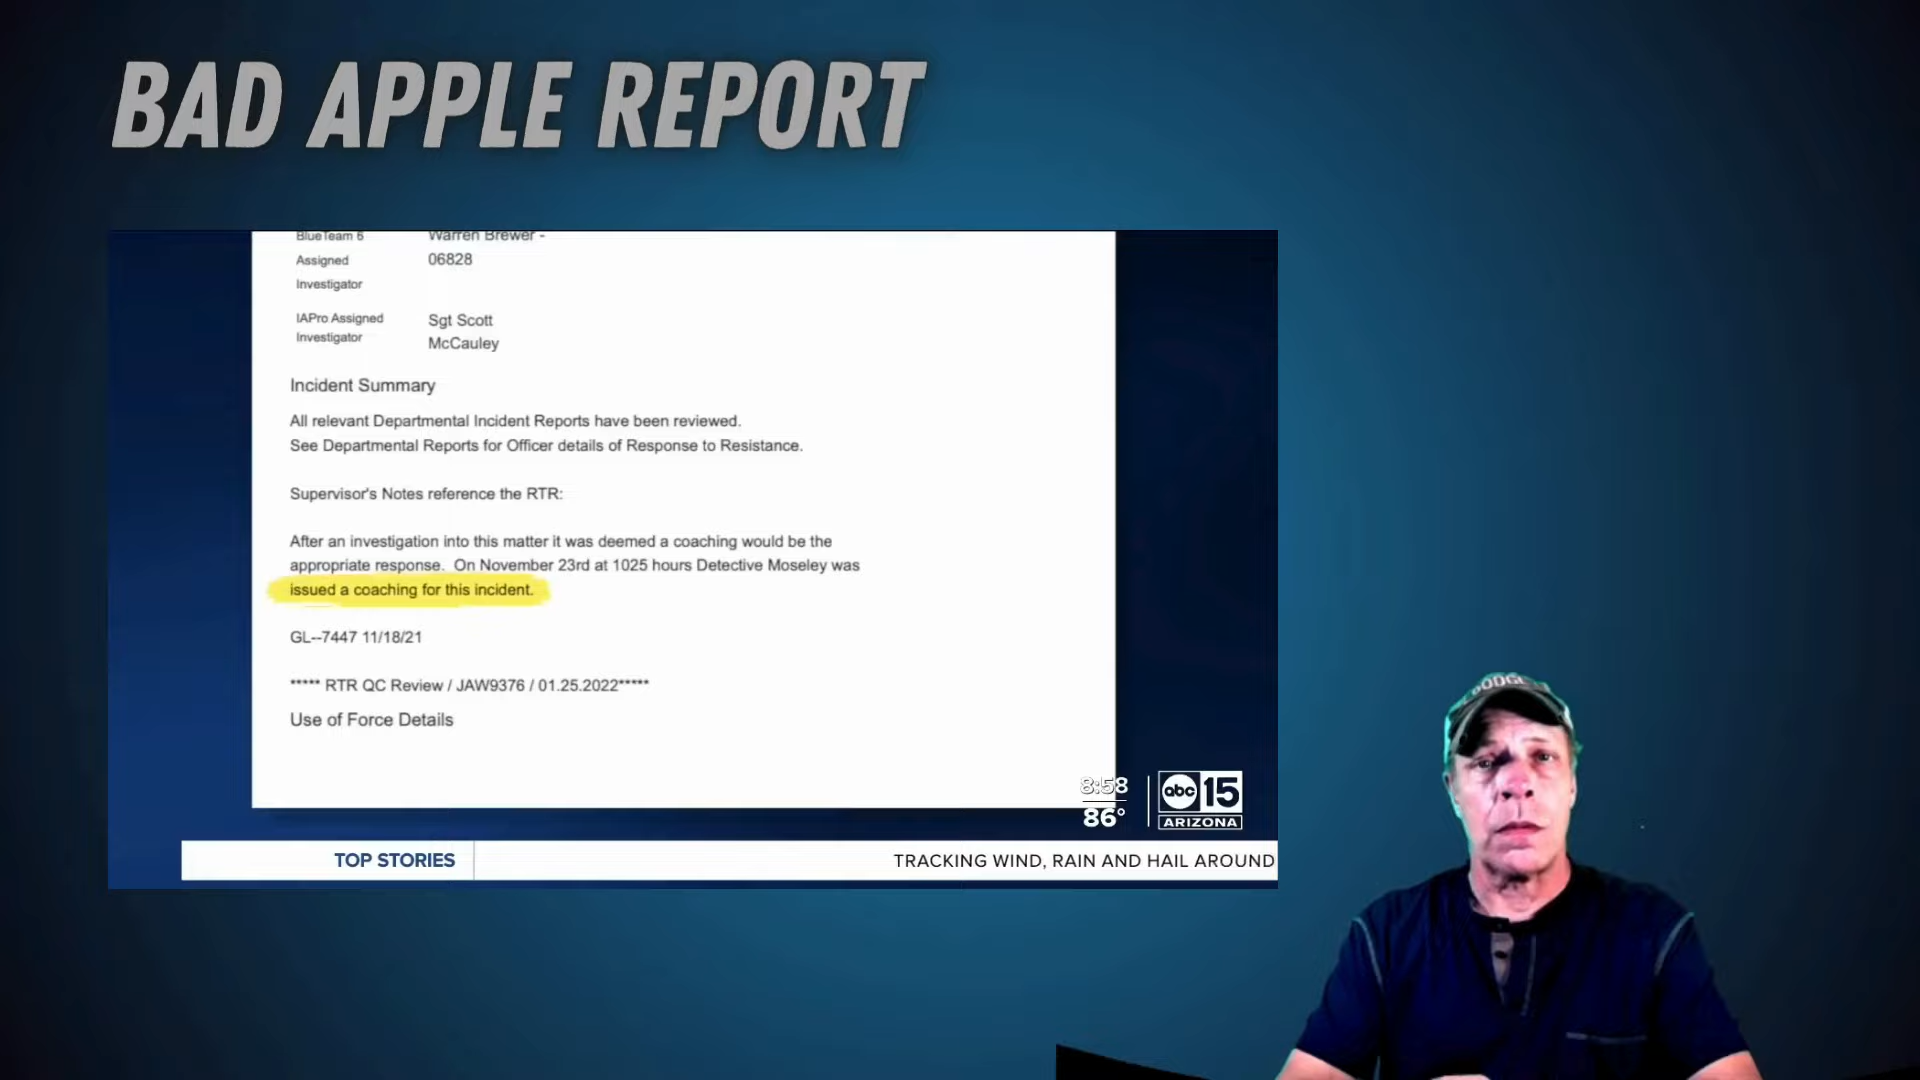 BAD APPLE REPORT
BlueTeam 6 Warren Brewer -
Assigned 06828
Investigator
IAPro Assigned Sgt Scott
Investigator McCauley
Incident Summary
All relevant Departmental Incident Reports have been reviewed.
See Departmental Reports for Officer details of Response to Resistance.
Supervisor's Notes reference the RTR:
After an investigation into this matter it was deemed a coaching would be the
appropriate response. On November 23rd at 1025 hours Detective Moseley was
issued a coaching for this incident.
GL--7447 11/18/21
***** RTR QC Review / JAW9376 / 01.25.2022*****
Use of Force Details
DODGE
8:58
86°
abc 15
ARIZONA
TOP STORIES TRACKING WIND, RAIN AND HAIL AROUND